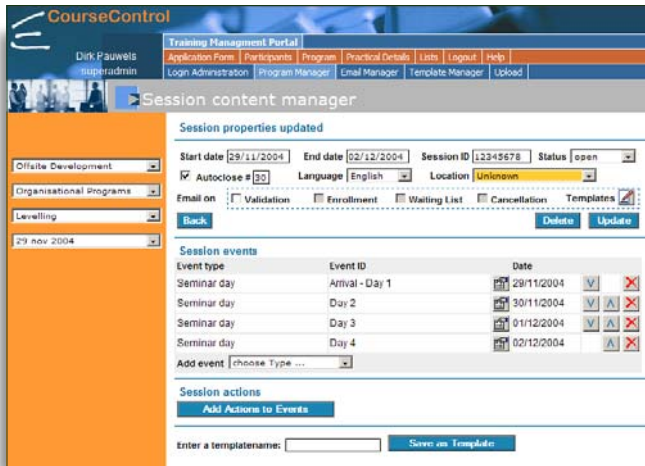 CourseControl
Dirk Pauwels
superadmin
Training Managment Portal
Application Form Participants Program Practical Details Lists Logout Help
Login Administration Program Manager Email Manager Template Manager Upload
Session content manager
Offsite Development
Organisational Programs
Levelling
29 nov 2004
Session properties updated
Start date 29/11/2004 End date 02/12/2004 Session ID 12345678 Status open
Autoclose # 30 Language English Location Unknown
Email on Validation Enrollment Waiting List Cancellation Templates
Back Delete Update
Session events
Event type Event ID Date
Seminar day Arrival - Day 1 29/11/2004 V X
Seminar day Day 2 30/11/2004 V Λ X
Seminar day Day 3 01/12/2004 V Λ X
Seminar day Day 4 02/12/2004 Λ X
Add event choose Type ...
Session actions
Add Actions to Events
Enter a templatename: Save as Template